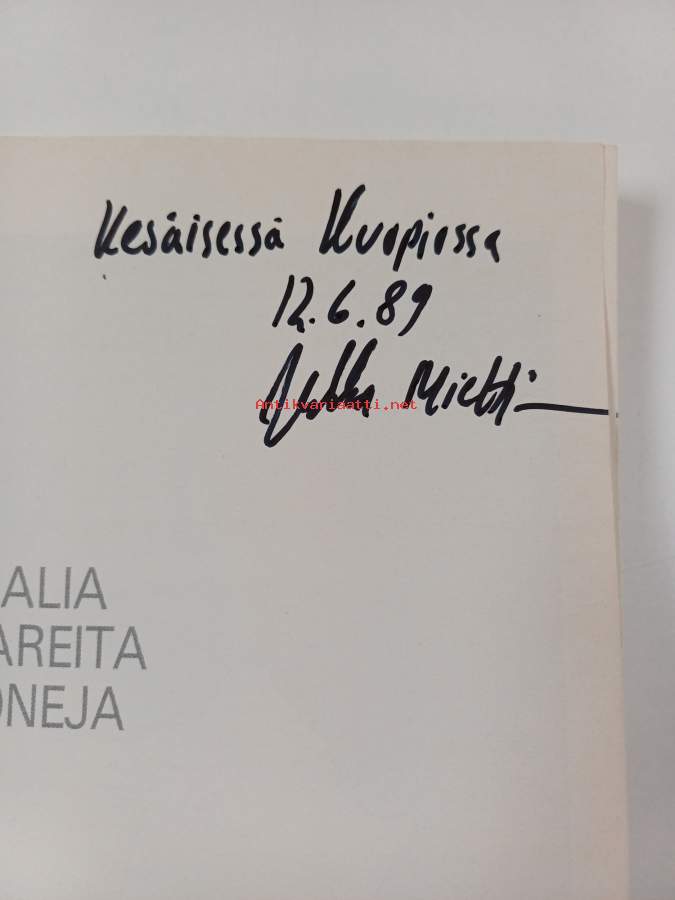 Kesäisessä Kuopiossa
12.6.89
Antikvariaatti.net
ALIA
AREITA
ONEJA